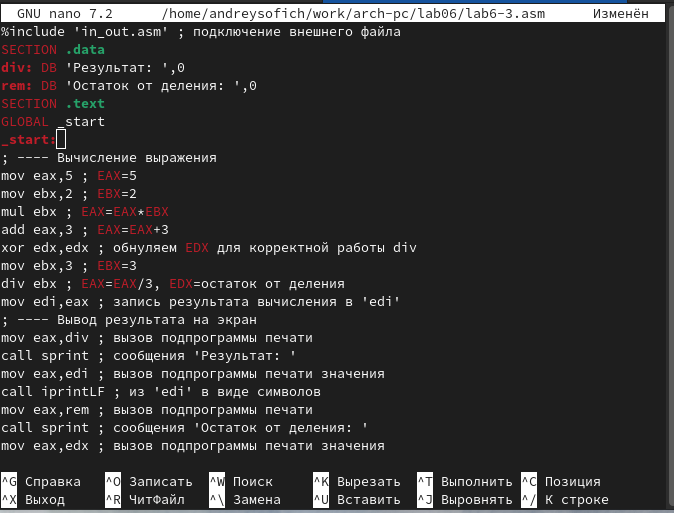 GNU nano 7.2 /home/andreysofich/work/arch-pc/lab06/lab6-3.asm Изменён
%include 'in_out.asm' ; подключение внешнего файла
SECTION .data
div: DB 'Результат: ',0
rem: DB 'Остаток от деления: ',0
SECTION .text
GLOBAL _start
_start:
; ---- Вычисление выражения
mov eax,5 ; EAX=5
mov ebx,2 ; EBX=2
mul ebx ; EAX=EAX*EBX
add eax,3 ; EAX=EAX+3
xor edx,edx ; обнуляем EDX для корректной работы div
mov ebx,3 ; EBX=3
div ebx ; EAX=EAX/3, EDX=остаток от деления
mov edi,eax ; запись результата вычисления в 'edi'
; ---- Вывод результата на экран
mov eax,div ; вызов подпрограммы печати
call sprint ; сообщения 'Результат: '
mov eax,edi ; вызов подпрограммы печати значения
call iprintLF ; из 'edi' в виде символов
mov eax,rem ; вызов подпрограммы печати
call sprint ; сообщения 'Остаток от деления: '
mov eax,edx ; вызов подпрограммы печати значения
^G Справка ^O Записать ^W Поиск ^K Вырезать ^T Выполнить ^C Позиция
^X Выход ^R ЧитФайл ^\ Замена ^U Вставить ^J Выровнять ^/ К строке